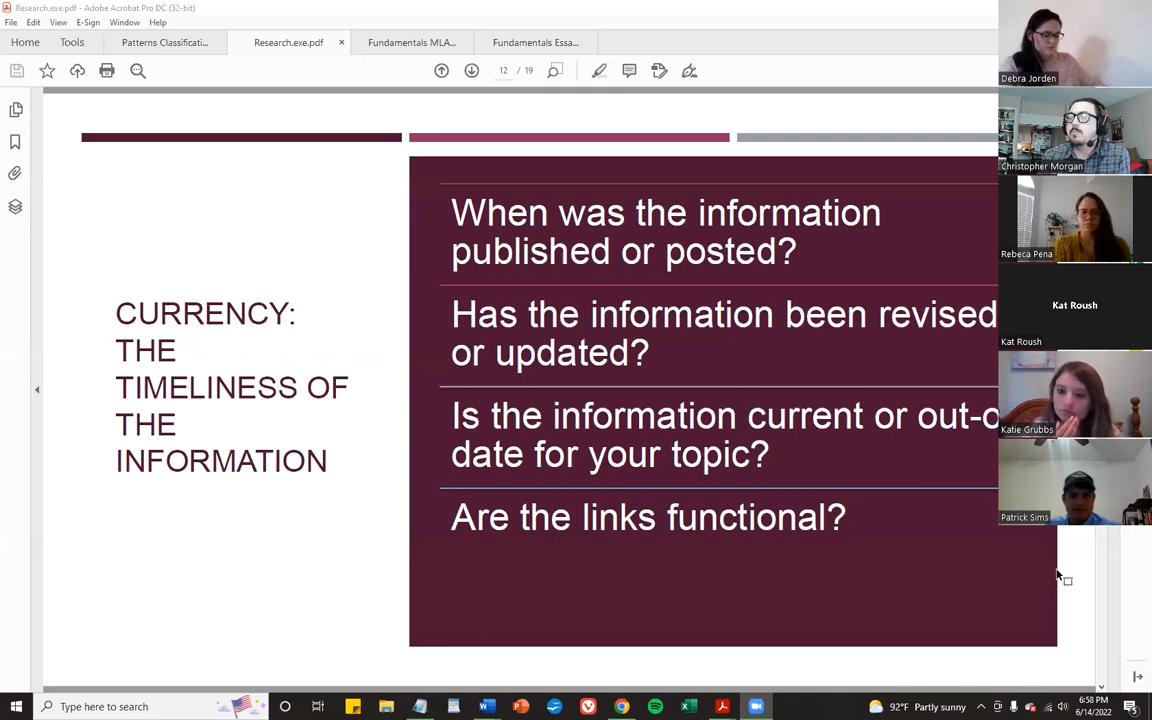 Research.exe.pdf - Adobe Acrobat Pro DC (32-bit)
File Edit View E-Sign Window Help
Home Tools Patterns Classificati... Research.exe.pdf × Fundamentals MLA... Fundamentals Essa...
12 / 19
CURRENCY:
THE
TIMELINESS OF
THE
INFORMATION
When was the information
published or posted?
Has the information been revised
or updated?
Is the information current or out-o
date for your topic?
Are the links functional?
Debra Jorden
Christopher Morgan
Rebeca Pena
Kat Roush
Kat Roush
Katie Grubbs
Patrick Sims
Type here to search
92°F Partly sunny
6:58 PM
6/14/2022
5